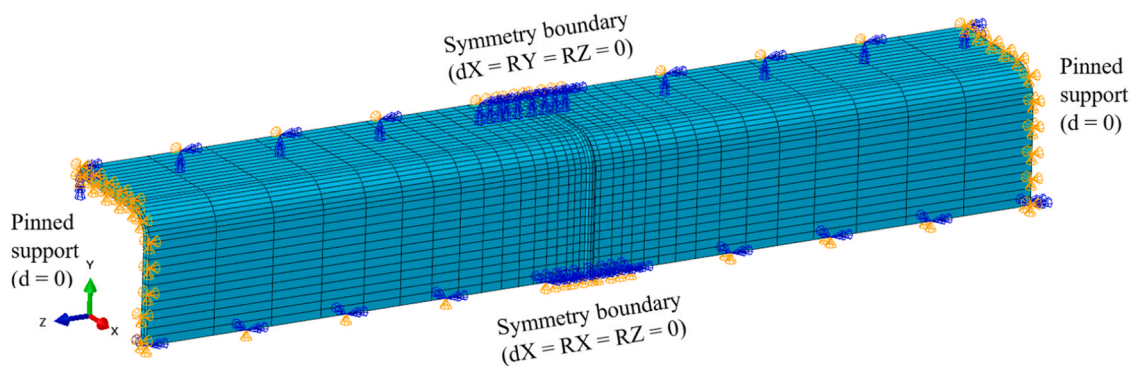 Symmetry boundary
(dX = RY = RZ = 0)
Pinned
support
(d = 0)
Pinned
support
(d = 0)
Y
Z
X
Symmetry boundary
(dX = RX = RZ = 0)